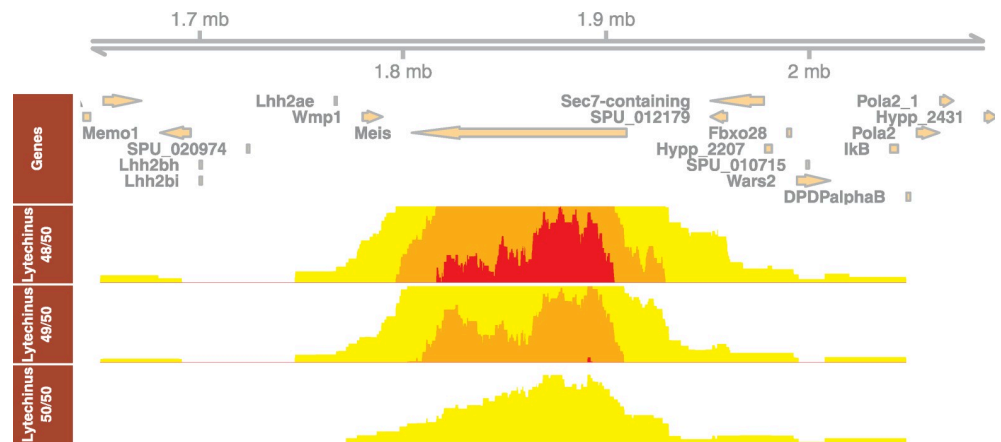 1.7 mb 1.9 mb
1.8 mb 2 mb
Genes
Lhh2ae Sec7-containing Pola2_1
Wmp1 SPU_012179 Hypp_2431
Memo1 Meis Fbxo28 Pola2
SPU_020974 Hypp_2207 IkB
Lhh2bh SPU_010715
Lhh2bi Wars2
DPDPalphaB
Lytechinus
48/50
Lytechinus
49/50
Lytechinus
50/50